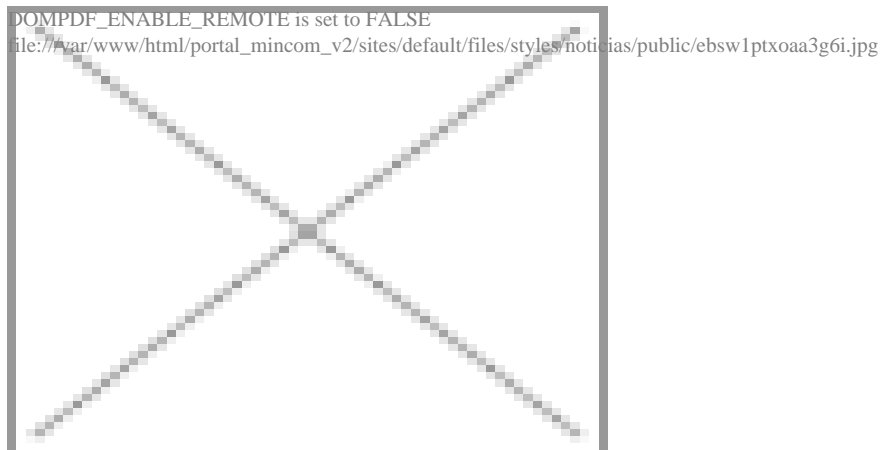 DOMPDF_ENABLE_REMOTE is set to FALSE
file:///var/www/html/portal_mincom_v2/sites/default/files/styles/noticias/public/ebsw1ptxoaa3g6i.jpg